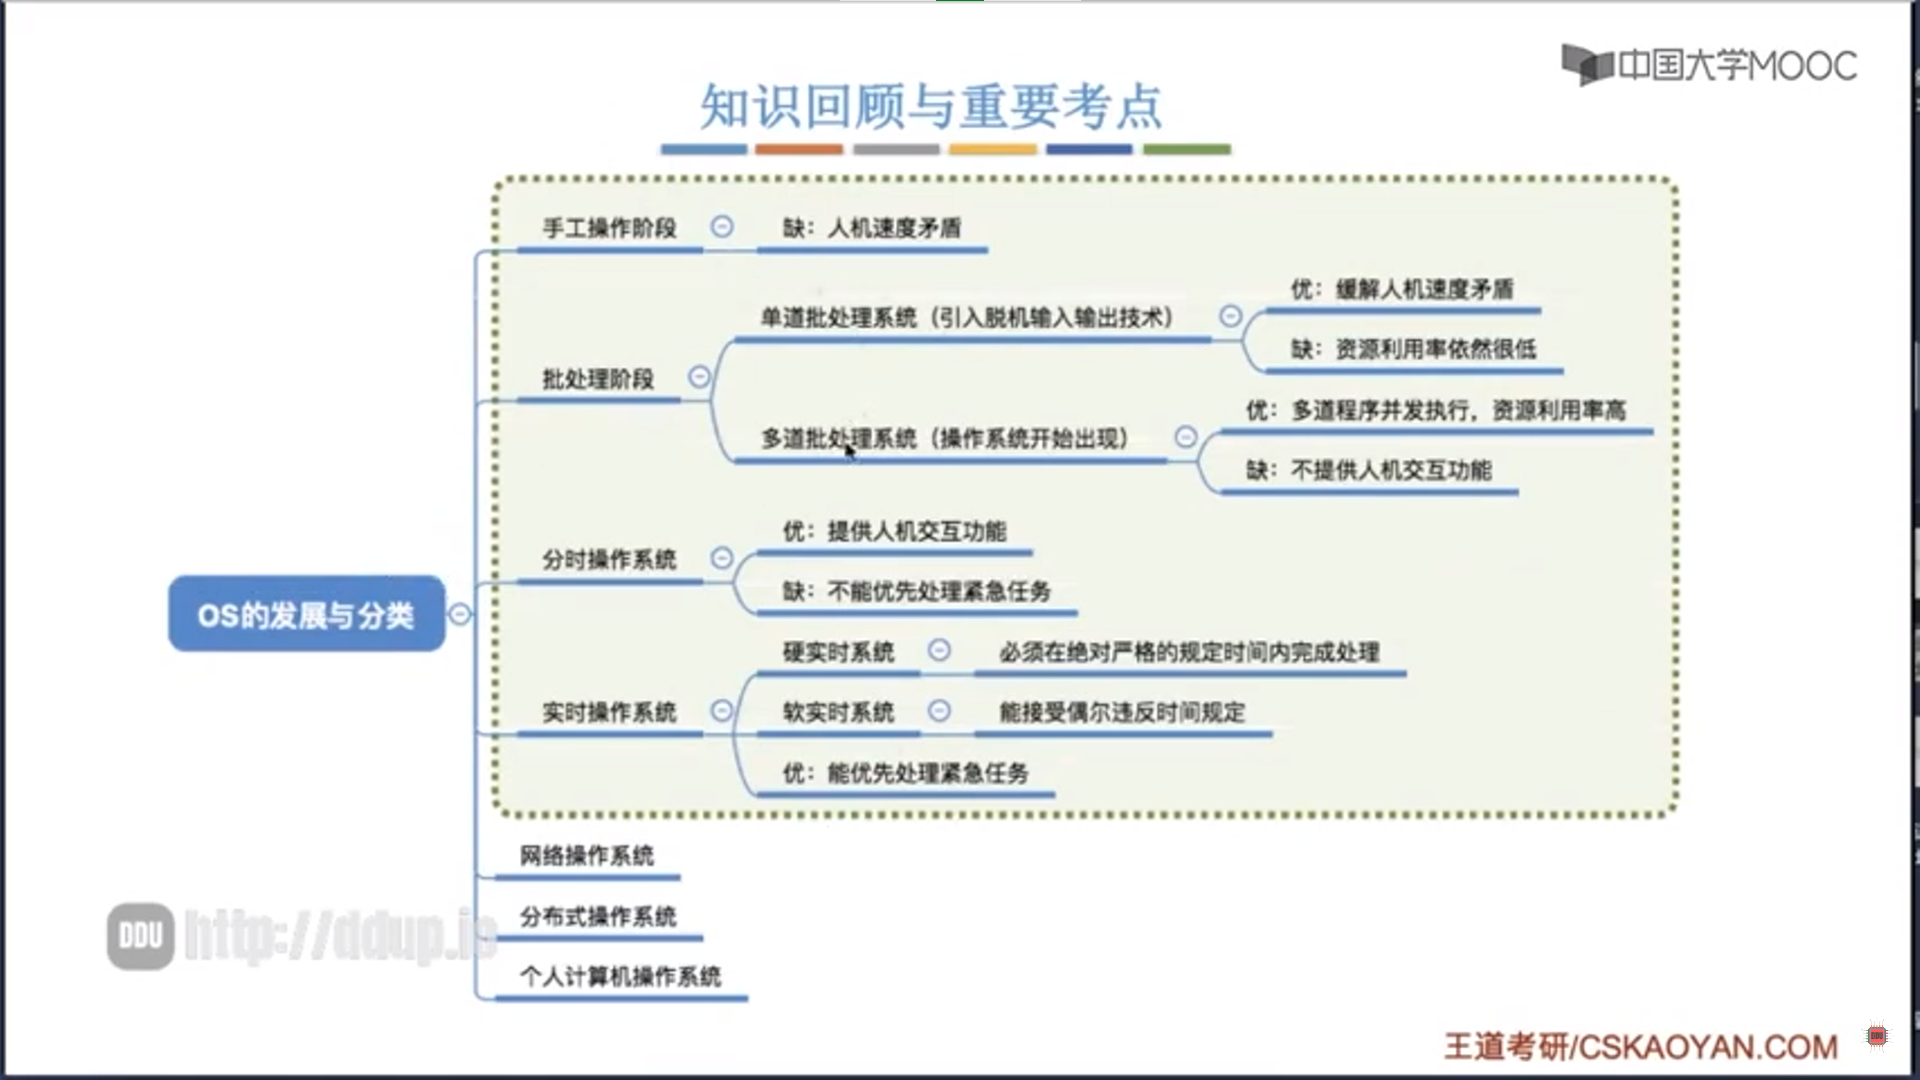 中国大学MOOC
知识回顾与重要考点
手工操作阶段
缺：人机速度矛盾
批处理阶段
单道批处理系统（引入脱机输入输出技术）
优：缓解人机速度矛盾
缺：资源利用率依然很低
多道批处理系统（操作系统开始出现）
优：多道程序并发执行，资源利用率高
缺：不提供人机交互功能
OS的发展与分类
分时操作系统
优：提供人机交互功能
缺：不能优先处理紧急任务
实时操作系统
硬实时系统
必须在绝对严格的规定时间内完成处理
软实时系统
能接受偶尔违反时间规定
优：能优先处理紧急任务
网络操作系统
分布式操作系统
个人计算机操作系统
DDU
王道考研/CSKAOYAN.COM